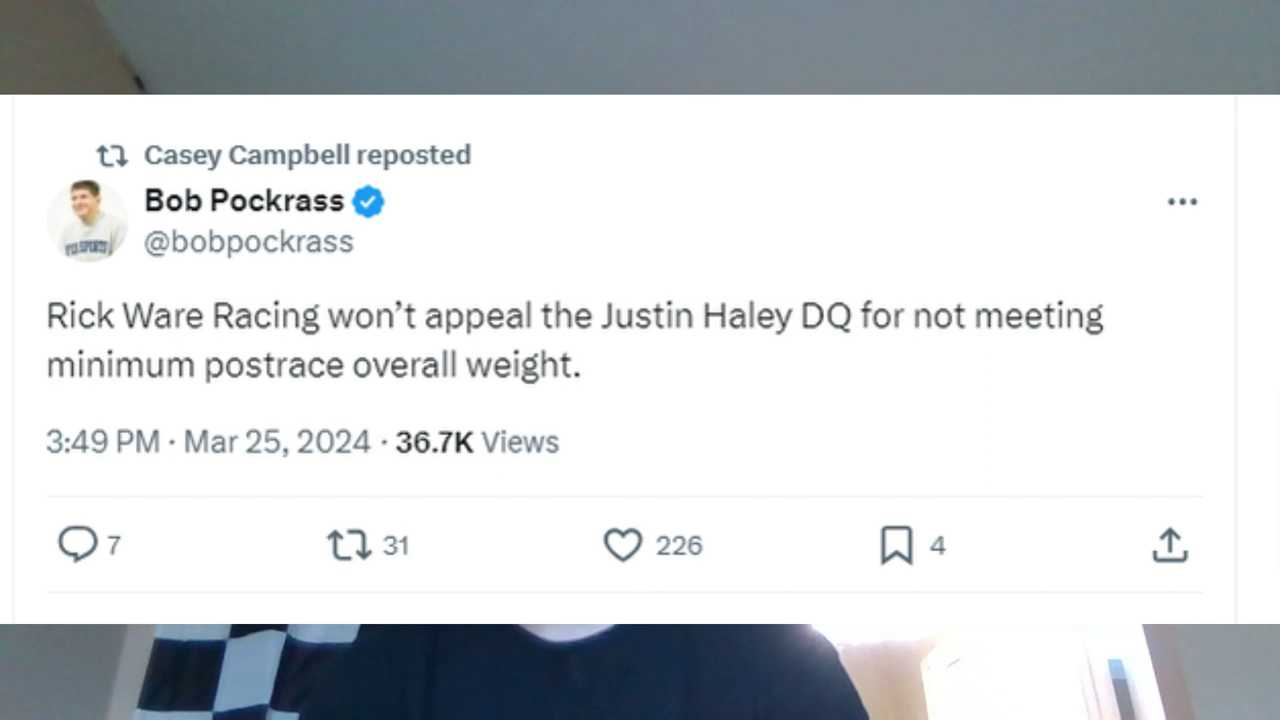 Casey Campbell reposted
Bob Pockrass
@bobpockrass
Rick Ware Racing won’t appeal the Justin Haley DQ for not meeting
minimum postrace overall weight.
3:49 PM · Mar 25, 2024 · 36.7K Views
7 31 226 4